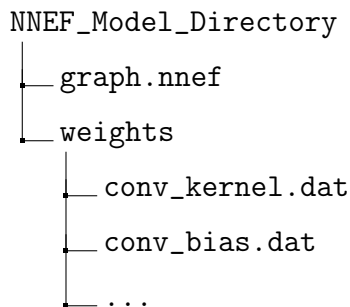 NNEF_Model_Directory
graph.nnef
weights
conv_kernel.dat
conv_bias.dat
...